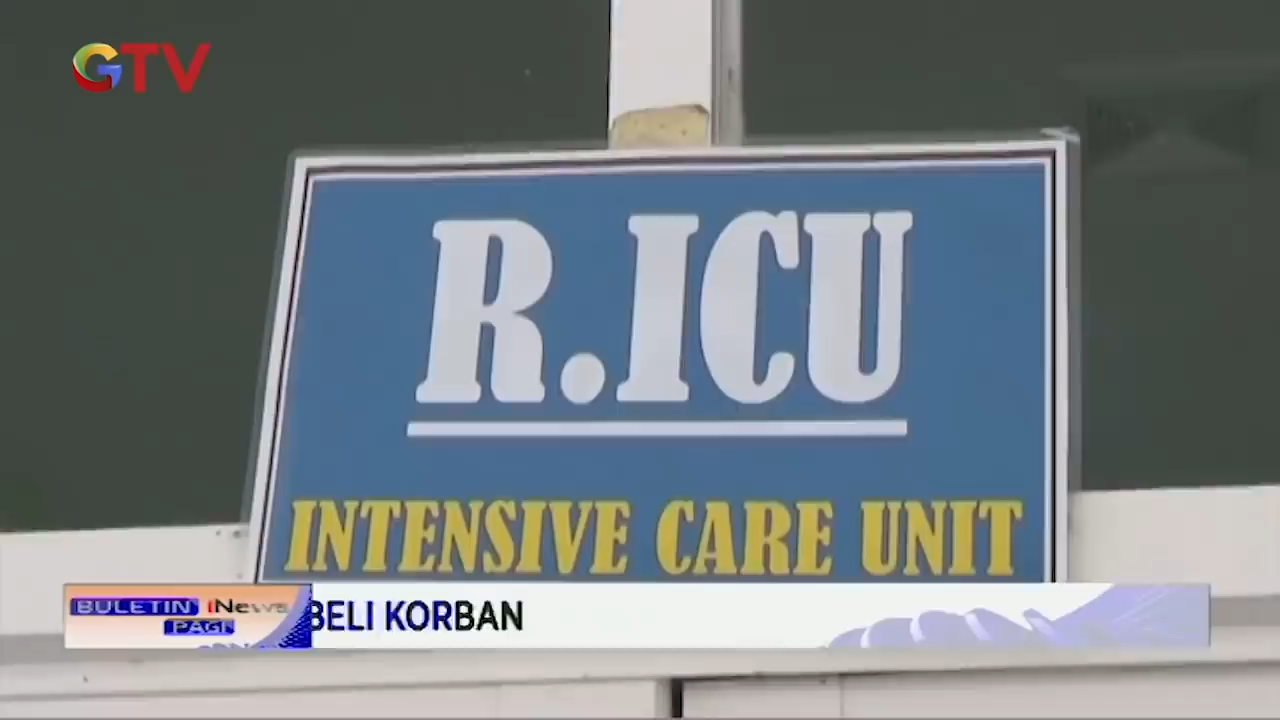 GTV
R.ICU
INTENSIVE CARE UNIT
BULETIN iNews
PAGI
BELI KORBAN